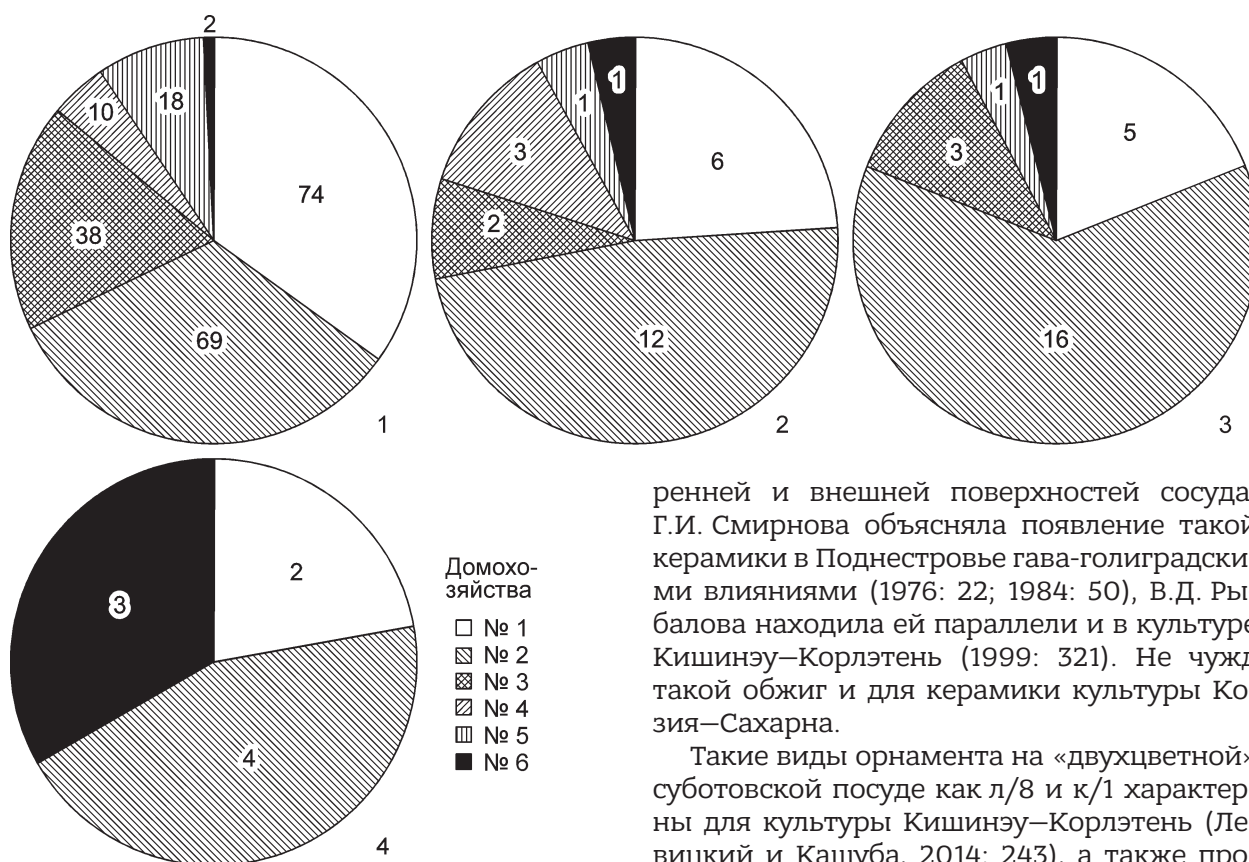 2
10
18
38
74
69
1
1
1
3
6
2
12
2
1
1
3
5
16
3
3
2
4
4
Домохо-
зяйства
№ 1
№ 2
№ 3
№ 4
№ 5
№ 6
ренней и внешней поверхностей сосуда.
Г.И. Смирнова объясняла появление такой
керамики в Поднестровье гава-голиградски-
ми влияниями (1976: 22; 1984: 50), В.Д. Ры-
балова находила ей параллели и в культуре
Кишинэу—Корлэтень (1999: 321). Не чужд
такой обжиг и для керамики культуры Ко-
зия—Сахарна.
Такие виды орнамента на «двухцветной»
суботовской посуде как л/8 и к/1 характер-
ны для культуры Кишинэу—Корлэтень (Ле-
вицкий и Кашуба, 2014: 243), а также про-